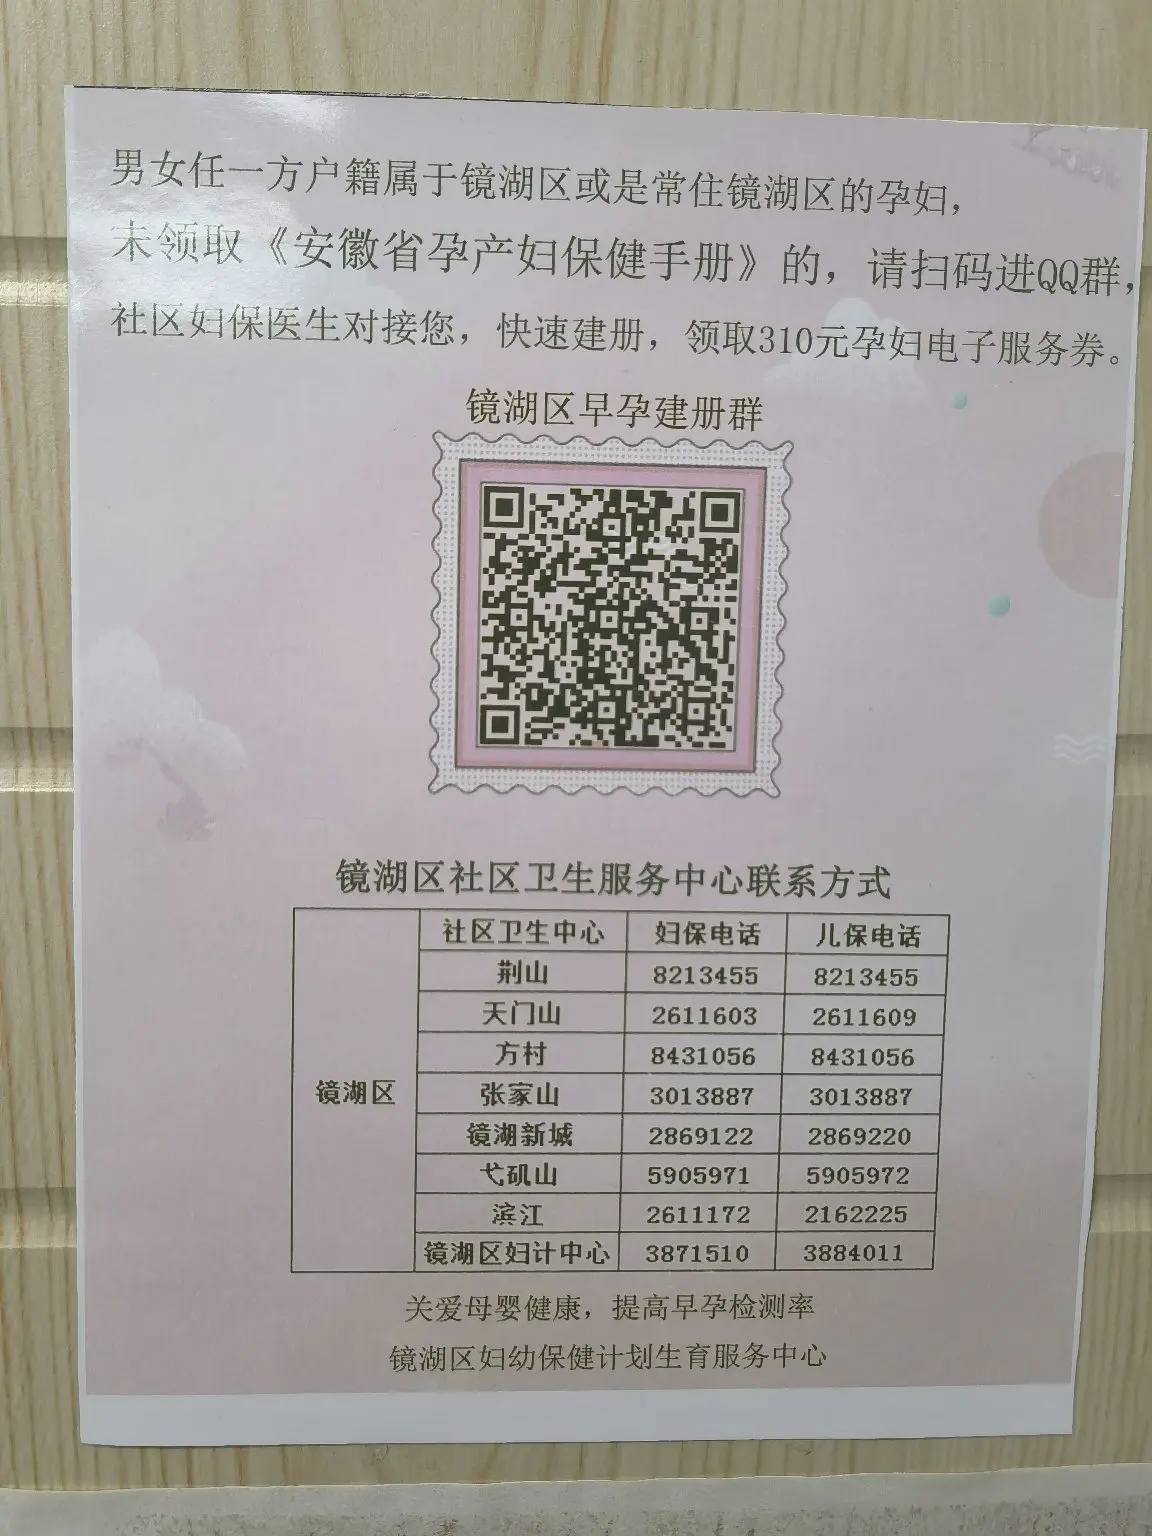 男女任一方户籍属于镜湖区或是常住镜湖区的孕妇，
未领取《安徽省孕产妇保健手册》的，请扫码进QQ群，
社区妇保医生对接您，快速建册，领取310元孕妇电子服务券。
镜湖区早孕建册群
镜湖区社区卫生服务中心联系方式
社区卫生中心 妇保电话 儿保电话
荆山 8213455 8213455
天门山 2611603 2611609
方村 8431056 8431056
镜湖区 张家山 3013887 3013887
镜湖新城 2869122 2869220
弋矶山 5905971 5905972
滨江 2611172 2162225
镜湖区妇计中心 3871510 3884011
关爱母婴健康，提高早孕检测率
镜湖区妇幼保健计划生育服务中心